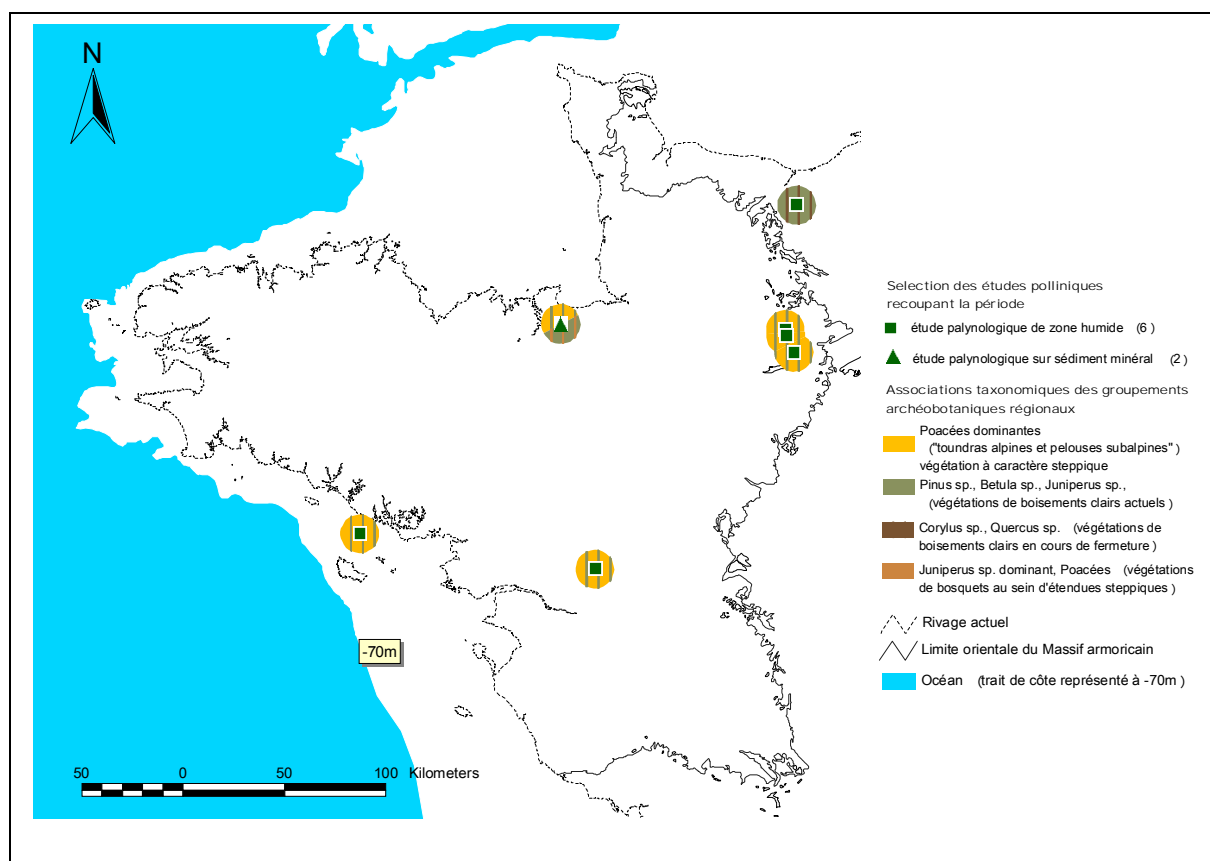 N
Selection des études polliniques
recoupant la période
étude palynologique de zone humide (6)
étude palynologique sur sédiment minéral (2)
Associations taxonomiques des groupements
archéobotaniques régionaux
Poacées dominantes
("toundras alpines et pelouses subalpines" )
végétation à caractère steppique
Pinus sp., Betula sp., Juniperus sp.,
(végétations de boisements clairs actuels )
Corylus sp., Quercus sp. (végétations de
boisements clairs en cours de fermeture )
Juniperus sp. dominant, Poacées (végétations
de bosquets au sein d'étendues steppiques )
Rivage actuel
Limite orientale du Massif armoricain
Océan (trait de côte représenté à -70m )
-70m
50 0 50 100 Kilometers